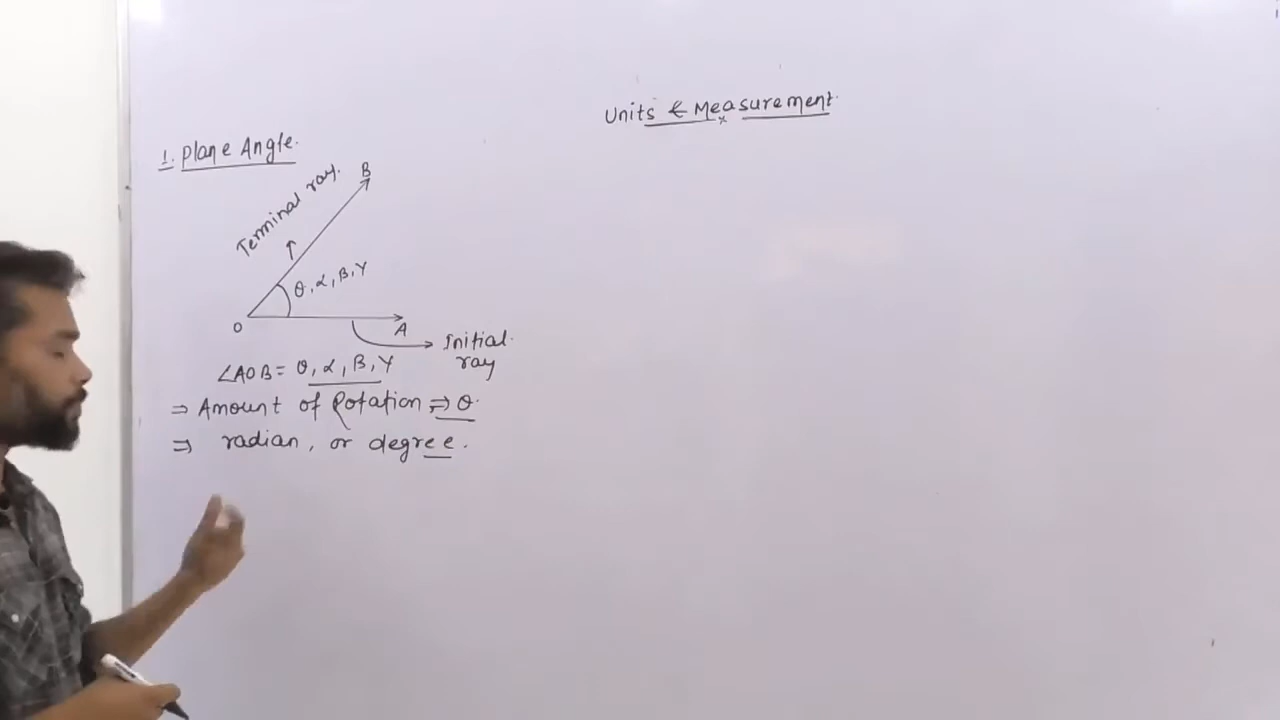 Units & Measurement.
1. Plane Angle.
Terminal ray.
B
θ, α, β, γ
O
A
Initial
ray
∠AOB = θ, α, β, γ
⇒ Amount of Rotation, ⇒ θ.
⇒ radian, or degree.